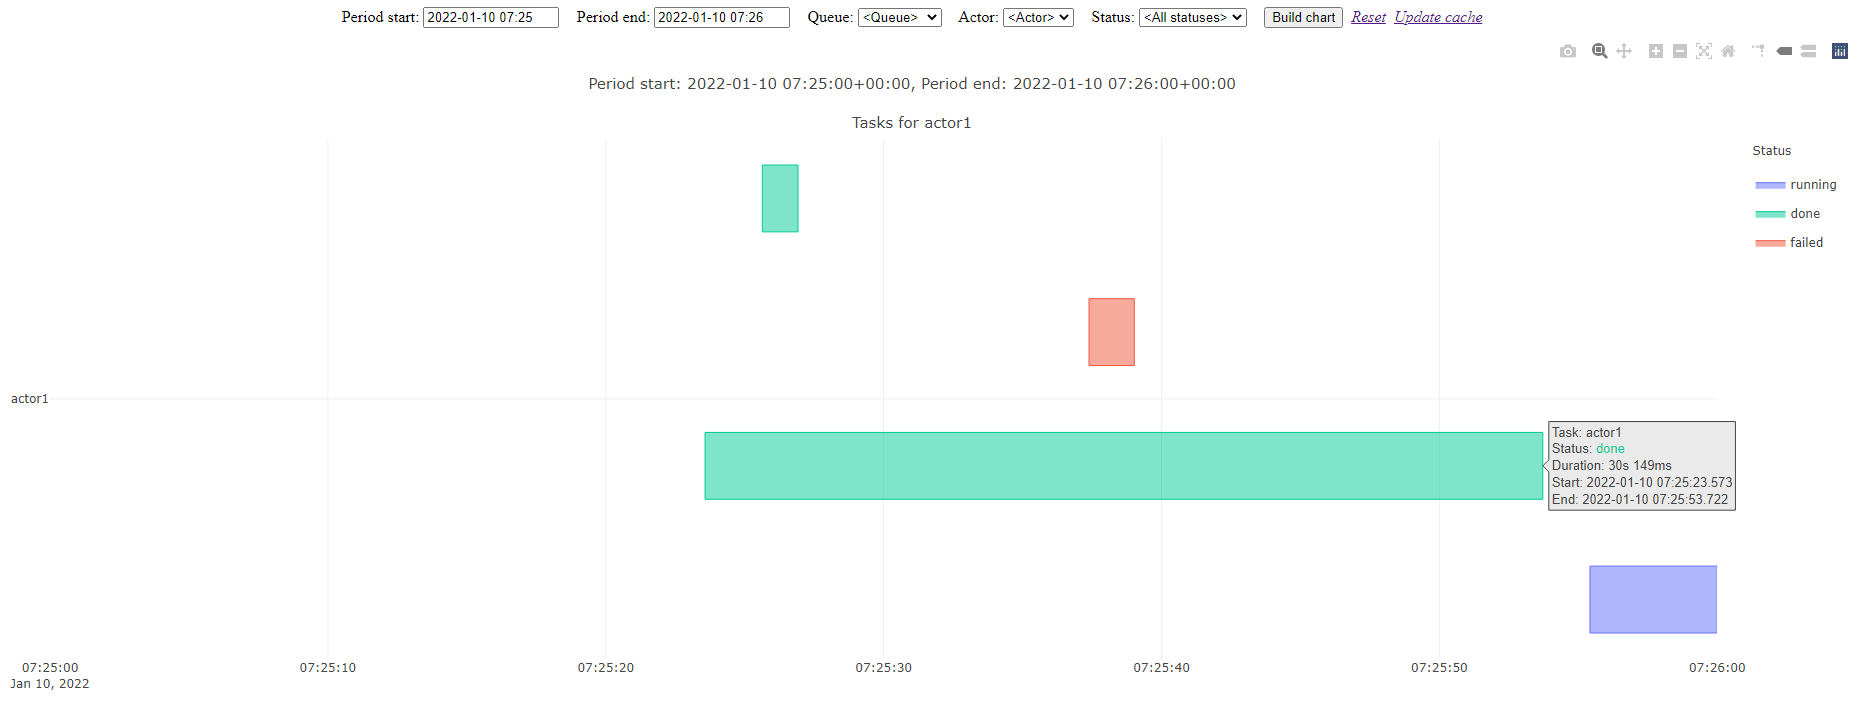 Period start: 2022-01-10 07:25 Period end: 2022-01-10 07:26 Queue: <Queue> Actor: <Actor> Status: <All statuses> Build chart Reset Update cache
Period start: 2022-01-10 07:25:00+00:00, Period end: 2022-01-10 07:26:00+00:00
Tasks for actor1
Status
running
done
failed
actor1
Task: actor1
Status: done
Duration: 30s 149ms
Start: 2022-01-10 07:25:23.573
End: 2022-01-10 07:25:53.722
07:25:00 07:25:10 07:25:20 07:25:30 07:25:40 07:25:50 07:26:00
Jan 10, 2022